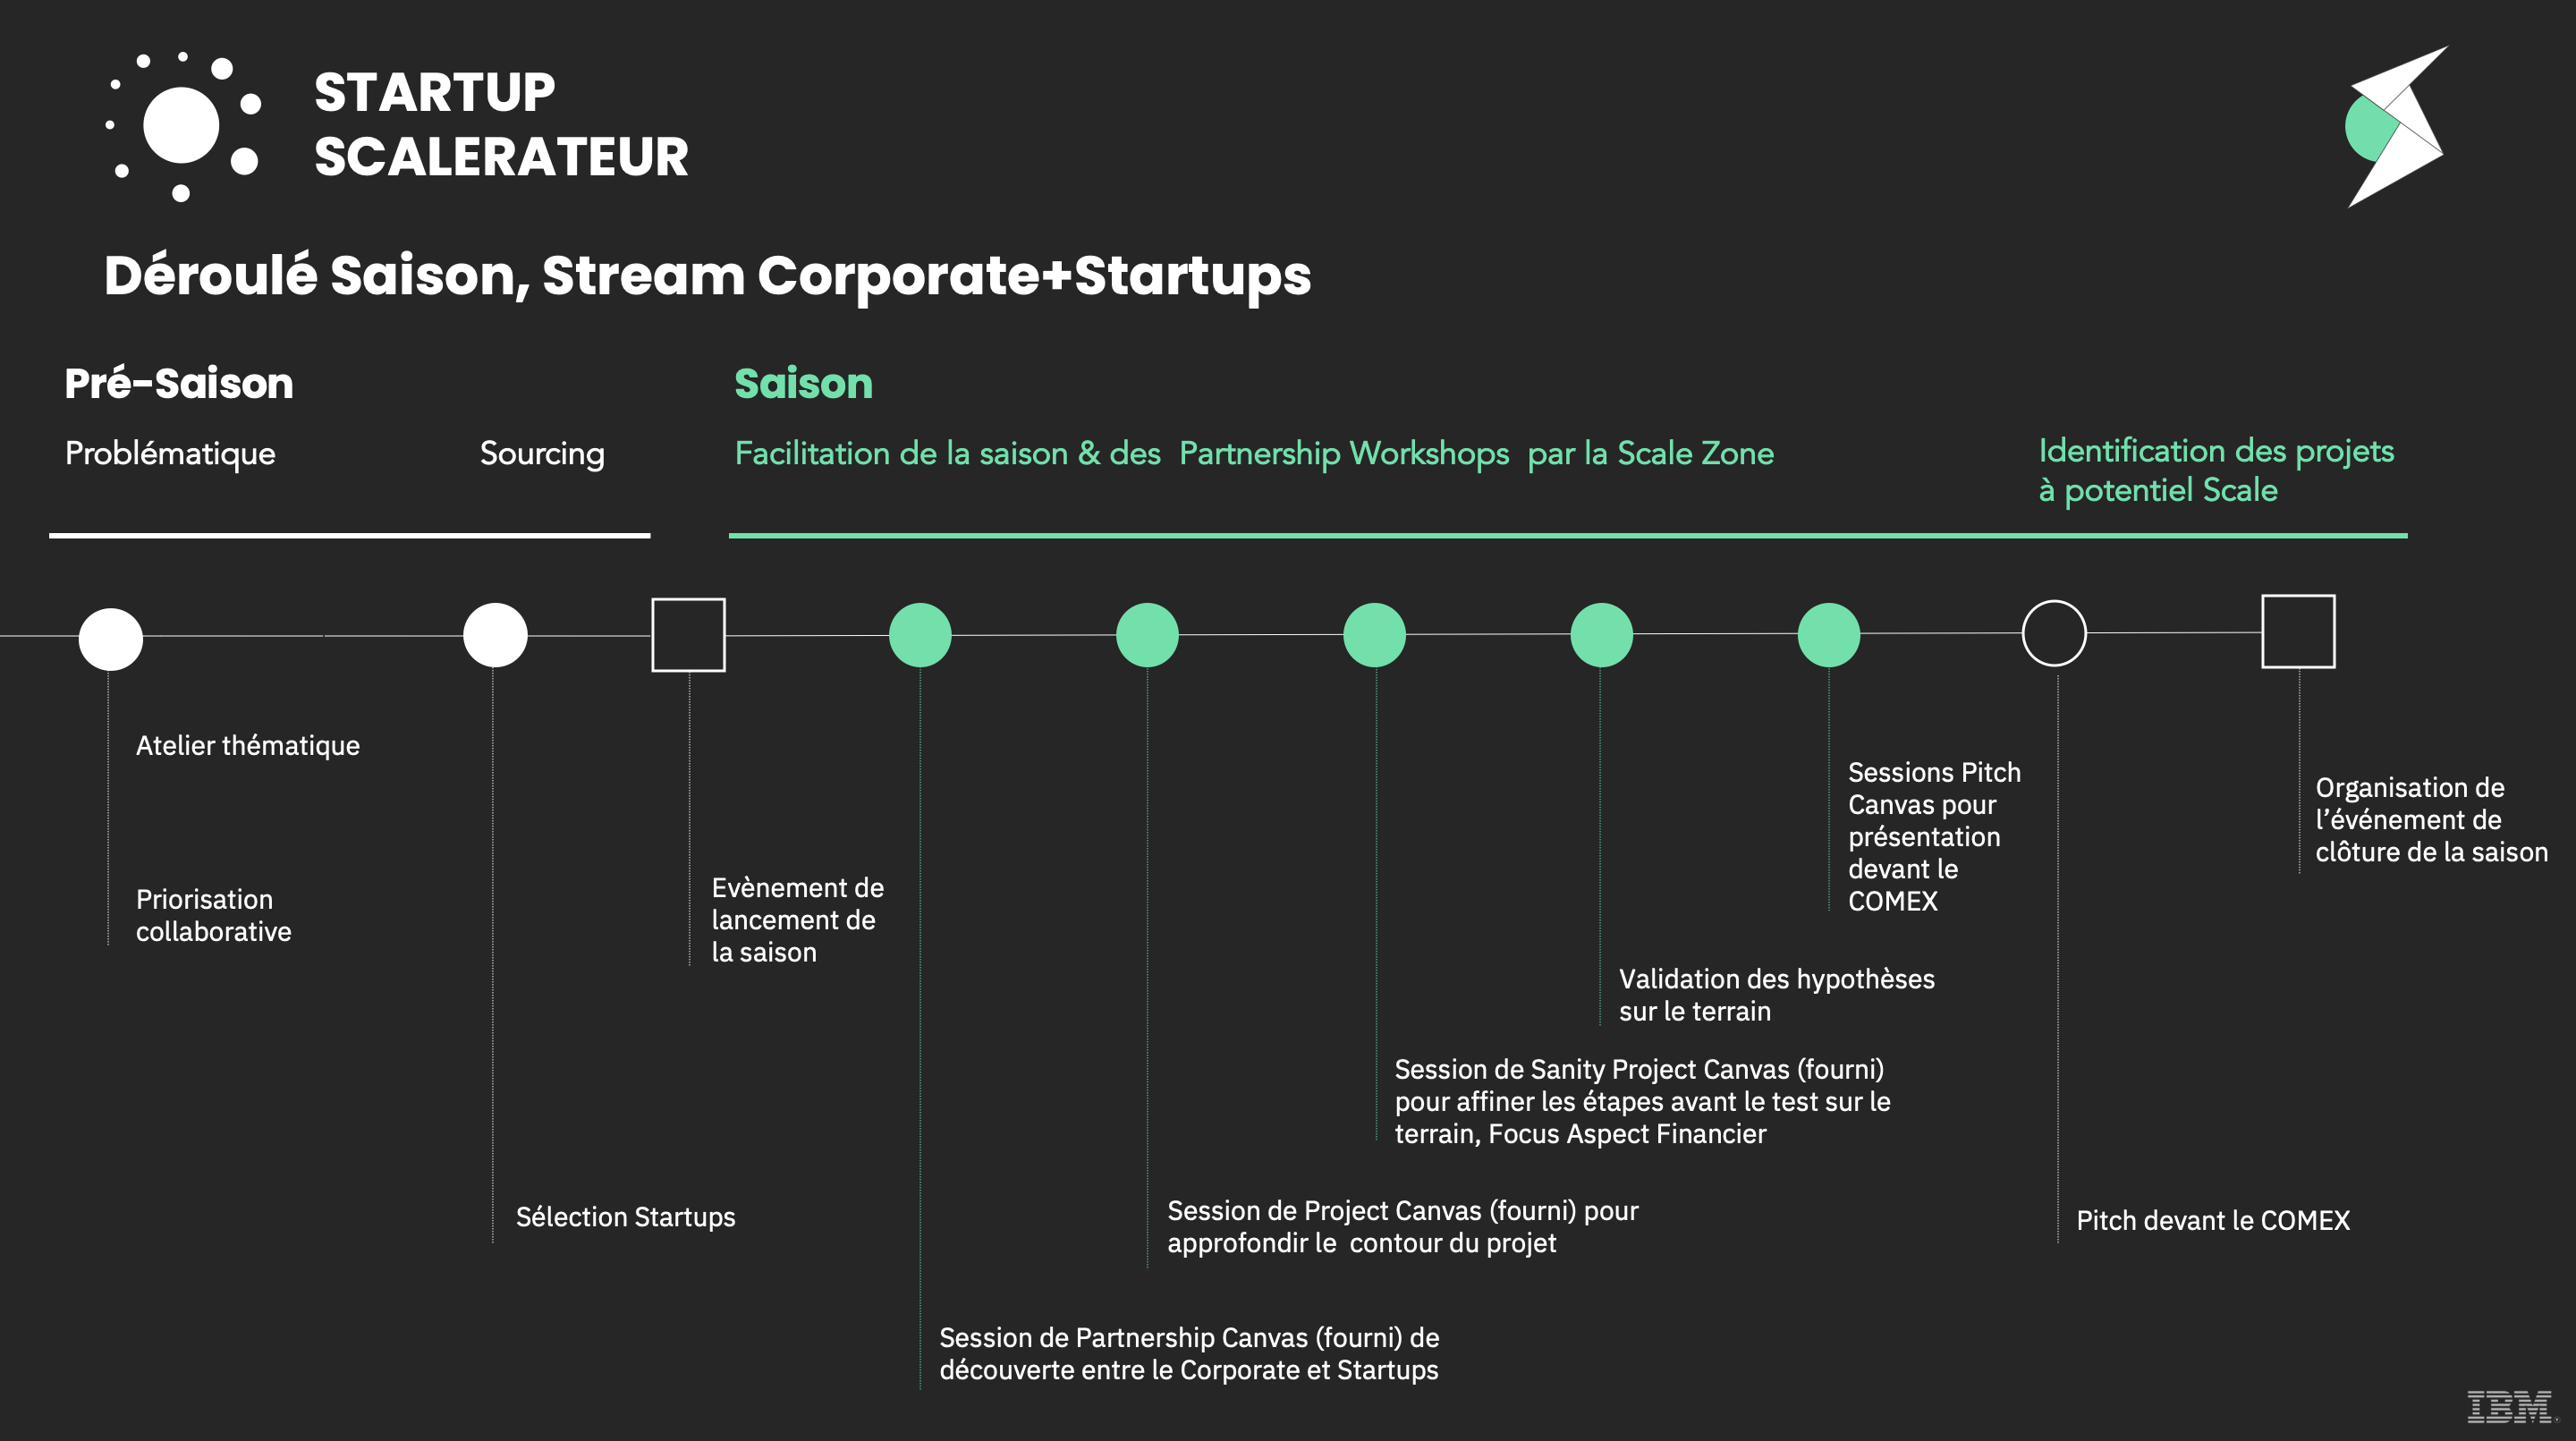 STARTUP
SCALERATEUR
Déroulé Saison, Stream Corporate+Startups
Pré-Saison
Saison
Problématique
Sourcing
Facilitation de la saison & des Partnership Workshops par la Scale Zone
Identification des projets
à potentiel Scale
Atelier thématique
Priorisation
collaborative
Sélection Startups
Evènement de
lancement de
la saison
Session de Partnership Canvas (fourni) de
découverte entre le Corporate et Startups
Session de Project Canvas (fourni) pour
approfondir le contour du projet
Session de Sanity Project Canvas (fourni)
pour affiner les étapes avant le test sur le
terrain, Focus Aspect Financier
Validation des hypothèses
sur le terrain
Sessions Pitch
Canvas pour
présentation
devant le
COMEX
Pitch devant le COMEX
Organisation de
l’événement de
clôture de la saison
IBM